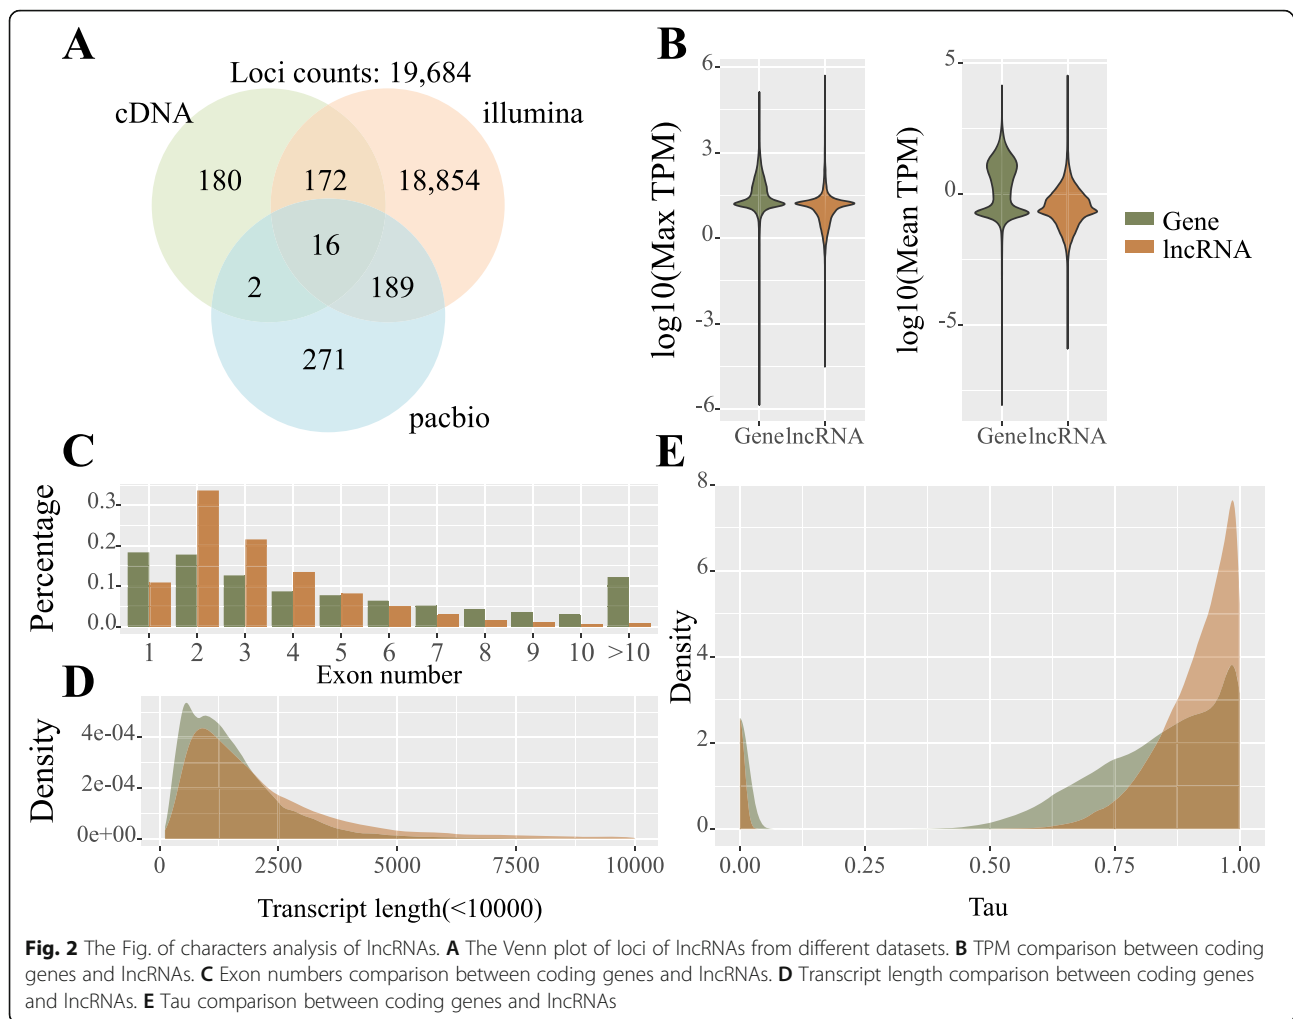 A
Loci counts: 19,684
cDNA
illumina
180
172
18,854
16
2
189
271
pacbio
B
log10(Max TPM)
6
3
0
-3
-6
Gene lncRNA
log10(Mean TPM)
5
0
-5
Gene lncRNA
Gene
lncRNA
C
Percentage
0.3
0.2
0.1
0.0
1 2 3 4 5 6 7 8 9 10 >10
Exon number
D
Density
4e-04
2e-04
0e+00
0 2500 5000 7500 10000
Transcript length(<10000)
E
Density
8
6
4
2
0
0.00 0.25 0.50 0.75 1.00
Tau
Fig. 2 The Fig. of characters analysis of lncRNAs. A The Venn plot of loci of lncRNAs from different datasets. B TPM comparison between coding
genes and lncRNAs. C Exon numbers comparison between coding genes and lncRNAs. D Transcript length comparison between coding genes
and lncRNAs. E Tau comparison between coding genes and lncRNAs